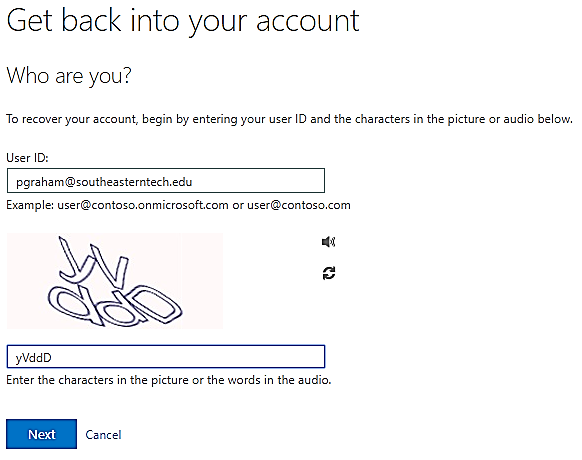 Get back into your account
Who are you?
To recover your account, begin by entering your user ID and the characters in the picture or audio below.
User ID:
pgraham@southeasterntech.edu
Example: user@contoso.onmicrosoft.com or user@contoso.com
yV
ddD
yVddD
Enter the characters in the picture or the words in the audio.
Next Cancel